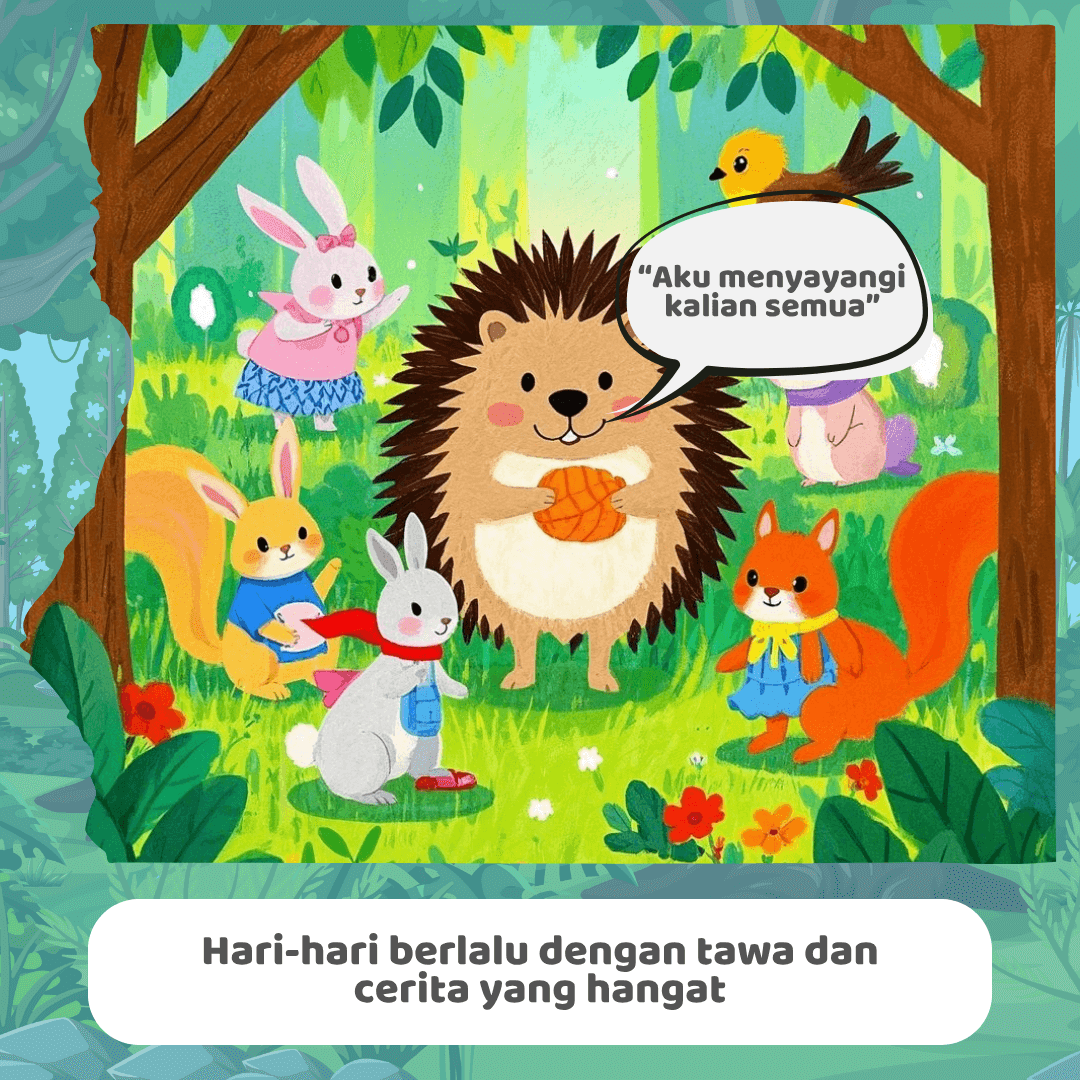 “Aku menyayangi
kalian semua”
Hari-hari berlalu dengan tawa dan
cerita yang hangat